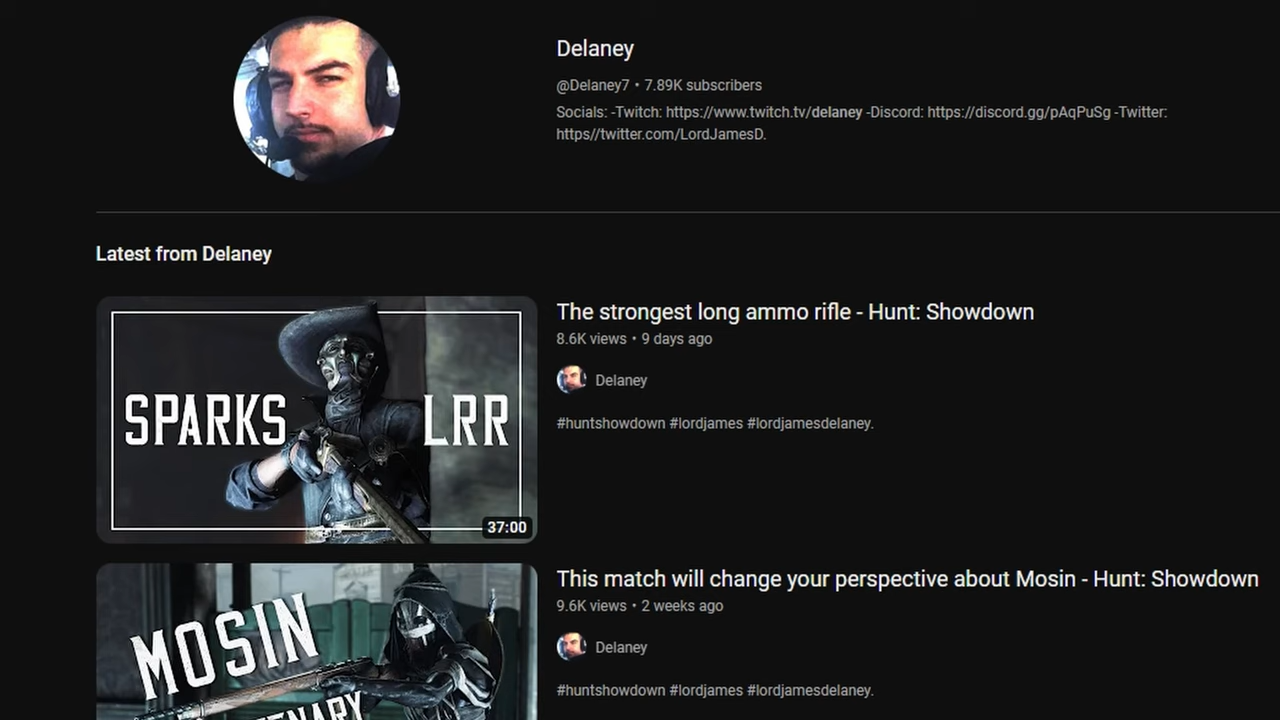 Delaney
@Delaney7 • 7.89K subscribers
Socials: -Twitch: https://www.twitch.tv/delaney -Discord: https://discord.gg/pAqPuSg -Twitter:
https//twitter.com/LordJamesD.
Latest from Delaney
SPARKS LRR
37:00
The strongest long ammo rifle - Hunt: Showdown
8.6K views • 9 days ago
Delaney
#huntshowdown #lordjames #lordjamesdelaney.
MOSIN
This match will change your perspective about Mosin - Hunt: Showdown
9.6K views • 2 weeks ago
Delaney
#huntshowdown #lordjames #lordjamesdelaney.